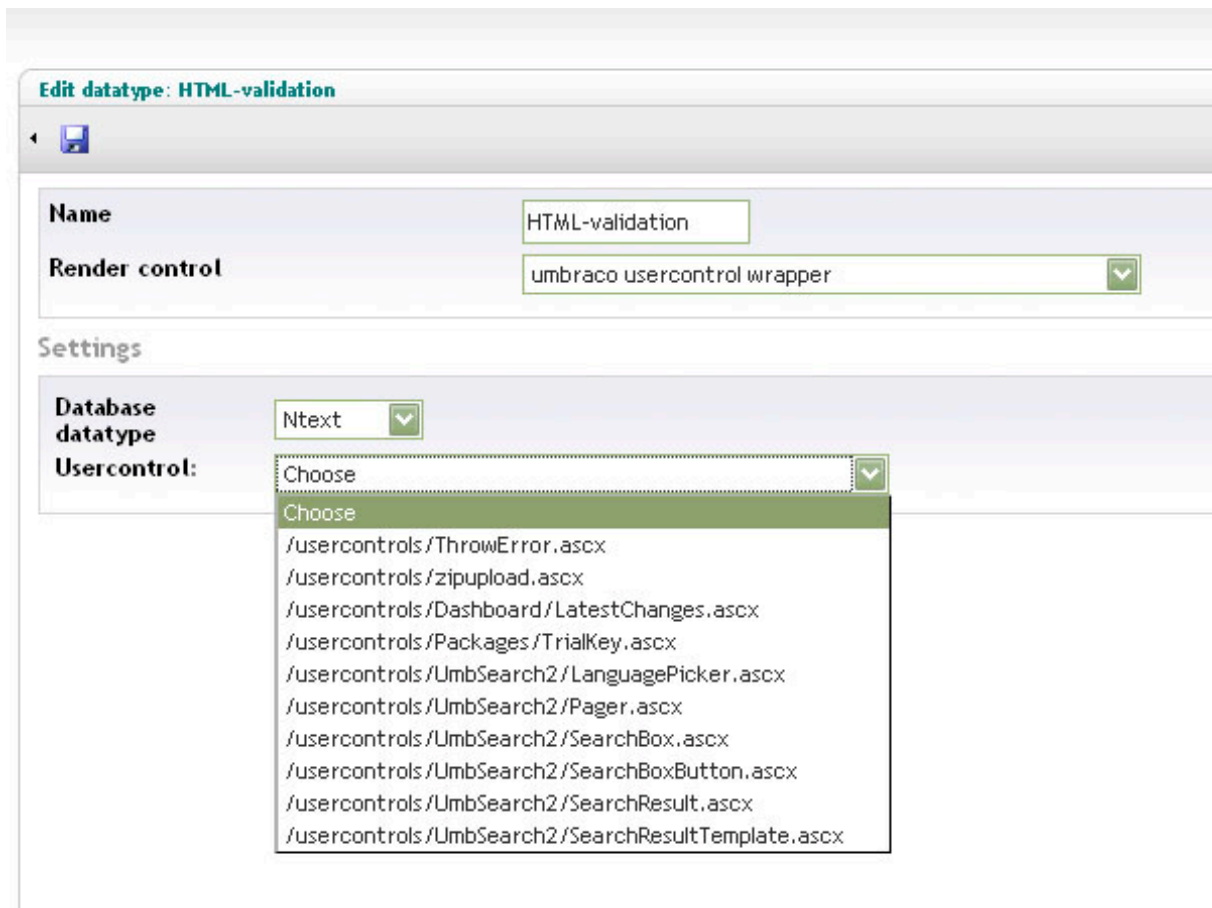 Edit datatype: HTML-validation
Name
HTML-validation
Render control
umbraco usercontrol wrapper
Settings
Database
datatype
Ntext
Usercontrol:
Choose
Choose
/usercontrols/ThrowError.ascx
/usercontrols/zipupload.ascx
/usercontrols/Dashboard/LatestChanges.ascx
/usercontrols/Packages/TrialKey.ascx
/usercontrols/UmbSearch2/LanguagePicker.ascx
/usercontrols/UmbSearch2/Pager.ascx
/usercontrols/UmbSearch2/SearchBox.ascx
/usercontrols/UmbSearch2/SearchBoxButton.ascx
/usercontrols/UmbSearch2/SearchResult.ascx
/usercontrols/UmbSearch2/SearchResultTemplate.ascx